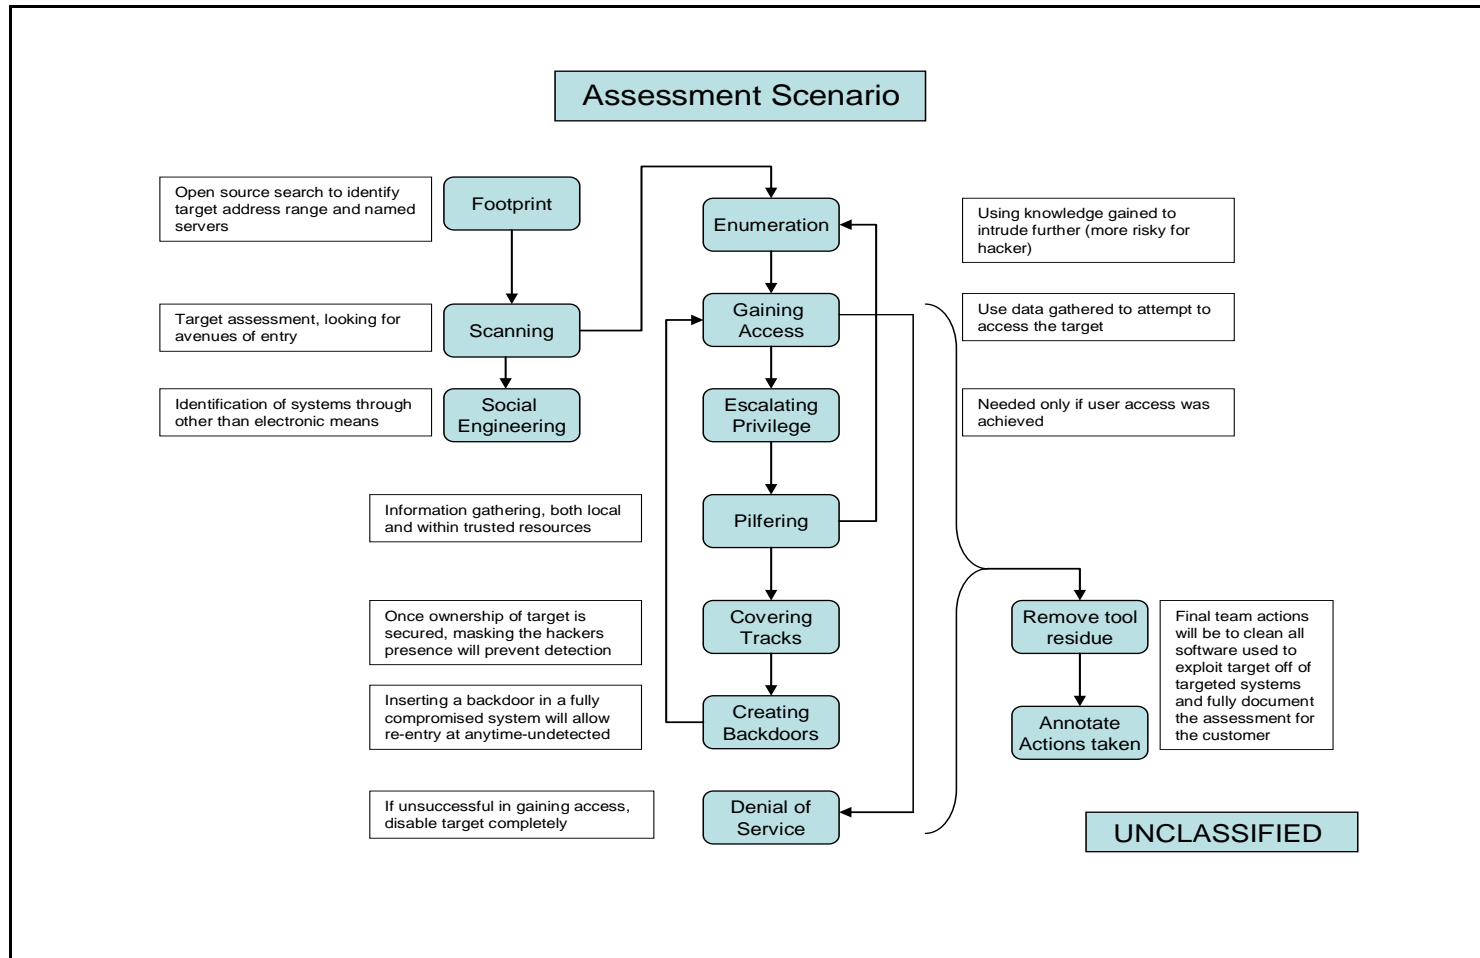 Assessment Scenario
Open source search to identify
target address range and named
servers
Footprint
Target assessment, looking for
avenues of entry
Scanning
Identification of systems through
other than electronic means
Social
Engineering
Enumeration
Using knowledge gained to
intrude further (more risky for
hacker)
Gaining
Access
Use data gathered to attempt to
access the target
Escalating
Privilege
Needed only if user access was
achieved
Information gathering, both local
and within trusted resources
Pilfering
Once ownership of target is
secured, masking the hackers
presence will prevent detection
Covering
Tracks
Inserting a backdoor in a fully
compromised system will allow
re-entry at anytime-undetected
Creating
Backdoors
If unsuccessful in gaining access,
disable target completely
Denial of
Service
Remove tool
residue
Annotate
Actions taken
Final team actions
will be to clean all
software used to
exploit target off of
targeted systems
and fully document
the assessment for
the customer
UNCLASSIFIED